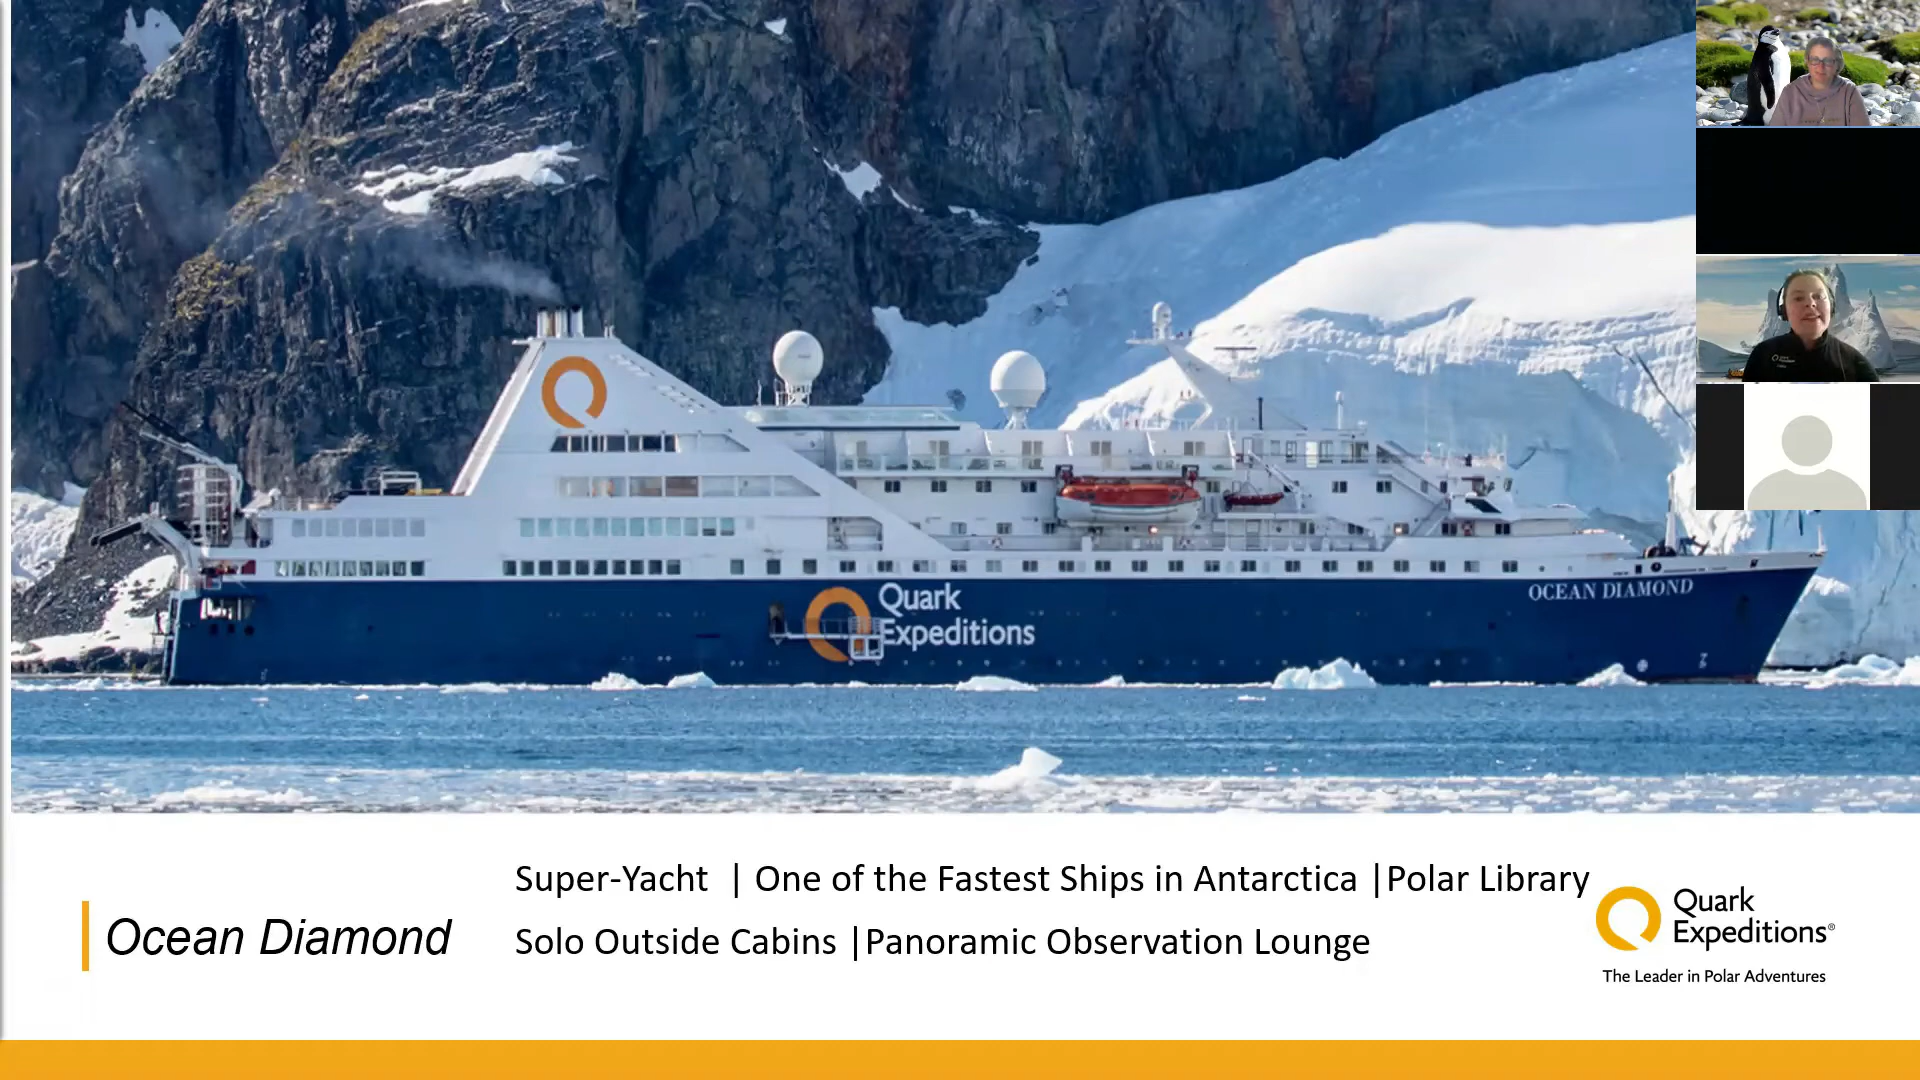 Quark
Expeditions
OCEAN DIAMOND
Super-Yacht | One of the Fastest Ships in Antarctica |Polar Library
Ocean Diamond
Solo Outside Cabins |Panoramic Observation Lounge
Quark
Expeditions®
The Leader in Polar Adventures